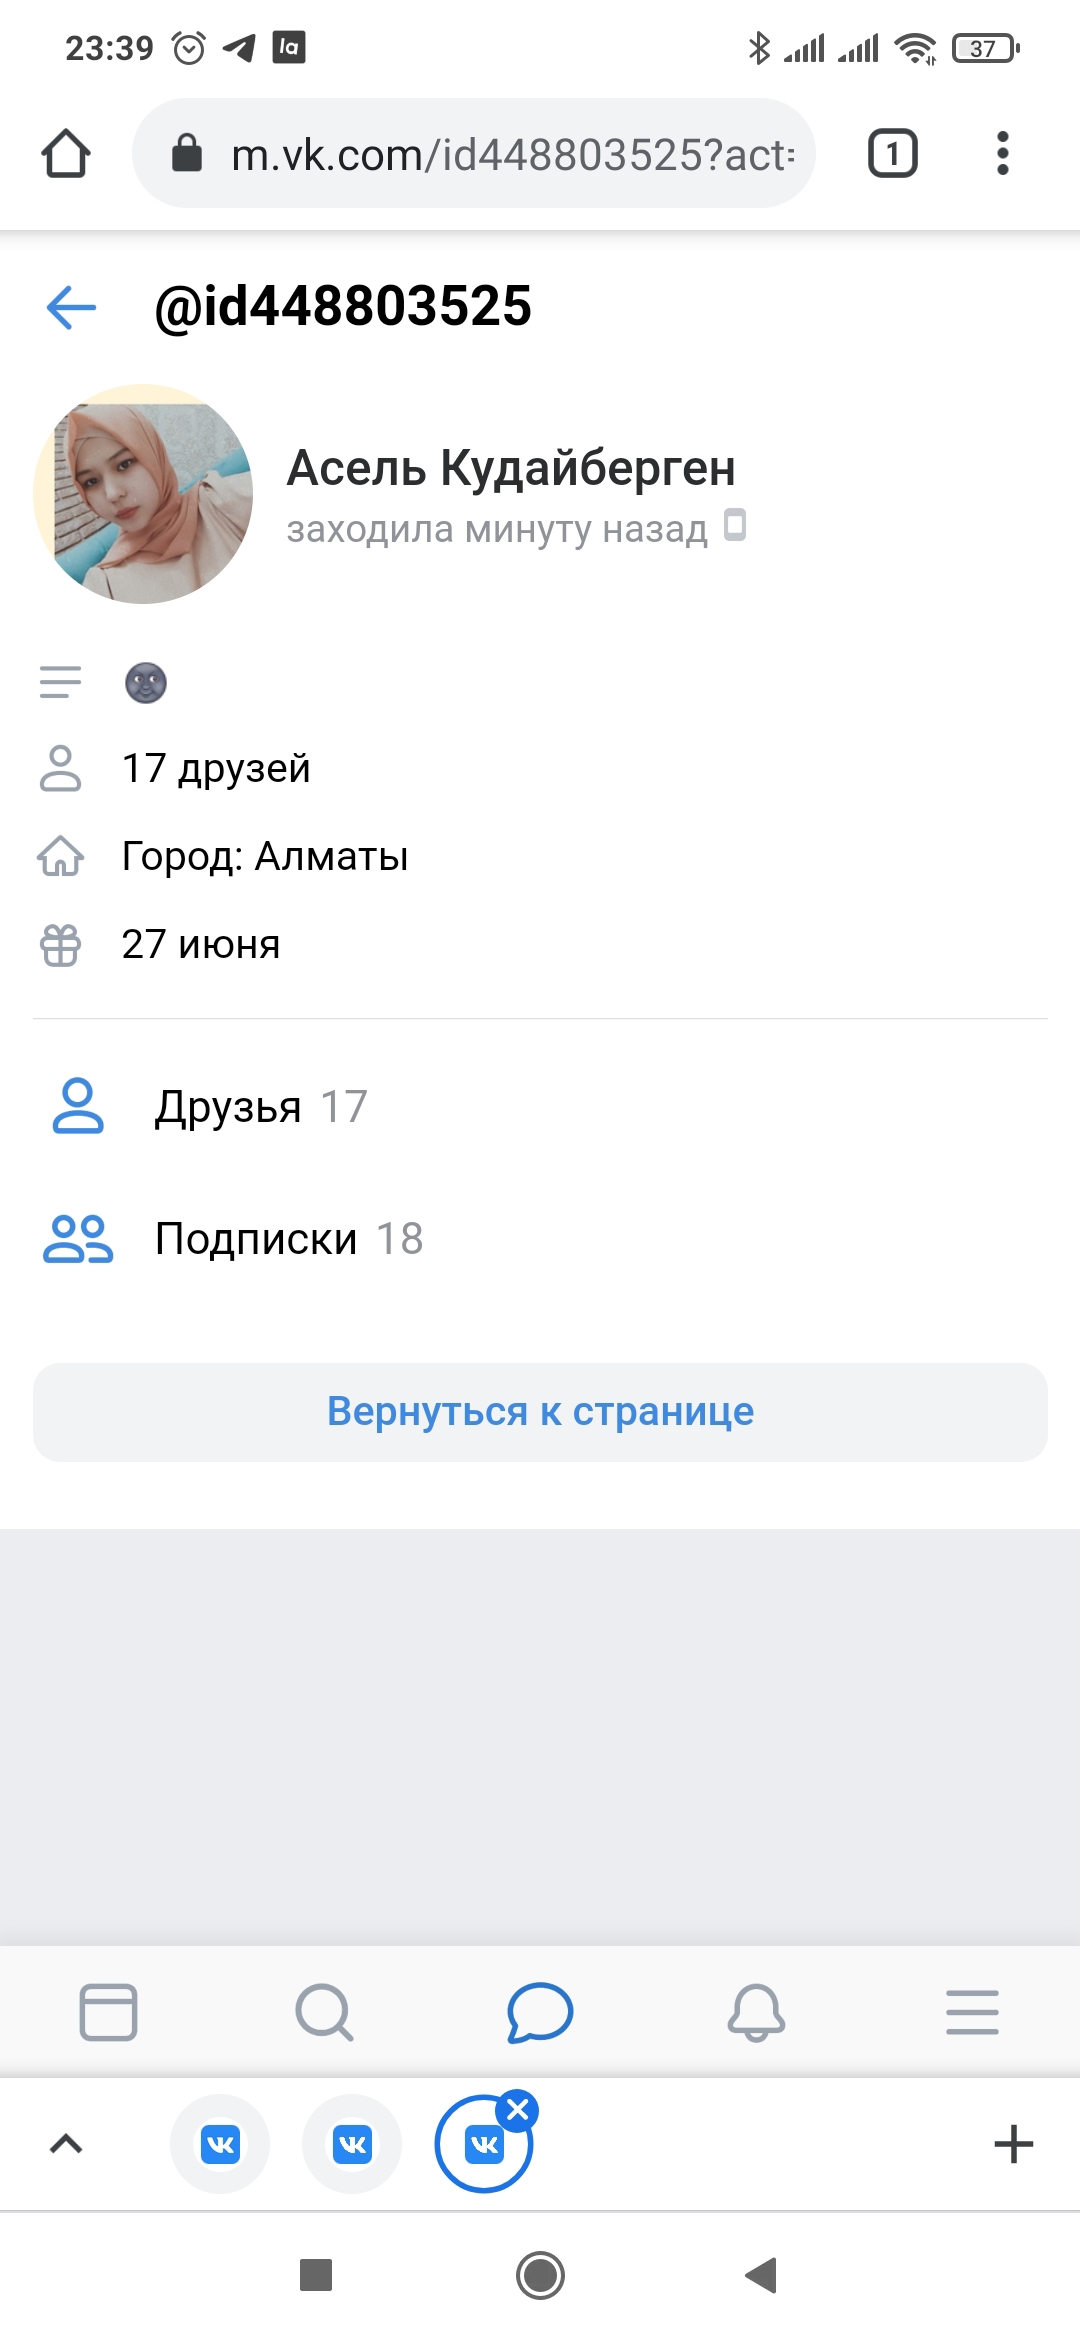 23:39
la
37
m.vk.com/id448803525?act=
1
@id448803525
Асель Кудайберген
заходила минуту назад
17 друзей
Город: Алматы
27 июня
Друзья 17
Подписки 18
Вернуться к странице